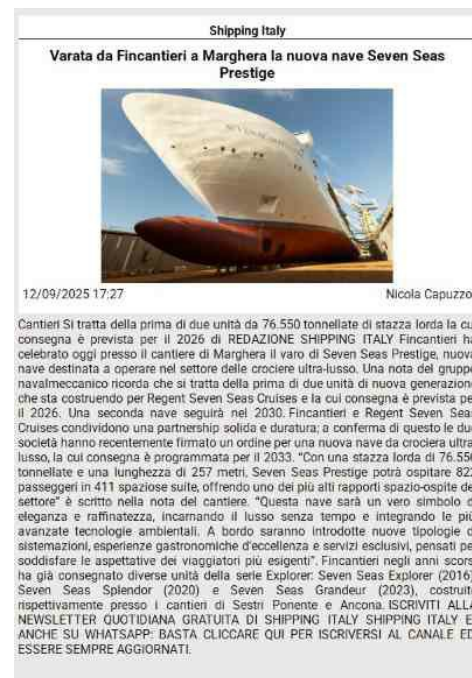 Shipping Italy
Varata da Fincantieri a Marghera la nuova nave Seven Seas
Prestige
12/09/2025 17:27
Nicola Capuzzo
Cantieri Si tratta della prima di due unità da 76.550 tonnellate di stazza lorda la cu
consegna è prevista per il 2026 di REDAZIONE SHIPPING ITALY Fincantieri ha
celebrato oggi presso il cantiere di Marghera il varo di Seven Seas Prestige, nuova
nave destinata a operare nel settore delle crociere ultra-lusso. Una nota del gruppo
navalmeccanico ricorda che si tratta della prima di due unità di nuova generazione
che sta costruendo per Regent Seven Seas Cruises e la cui consegna è prevista pe
il 2026. Una seconda nave seguirà nel 2030. Fincantieri e Regent Seven Sea
Cruises condividono una partnership solida e duratura; a conferma di questo le due
società hanno recentemente firmato un ordine per una nuova nave da crociera ultra
lusso, la cui consegna è programmata per il 2033. “Con una stazza lorda di 76.550
tonnellate e una lunghezza di 257 metri, Seven Seas Prestige potrà ospitare 822
passeggeri in 411 spaziose suite, offrendo uno dei più alti rapporti spazio-ospite de
settore” è scritto nella nota del cantiere. “Questa nave sarà un vero simbolo d
eleganza e raffinatezza, incarnando il lusso senza tempo e integrando le più
avanzate tecnologie ambientali. A bordo saranno introdotte nuove tipologie d
sistemazioni, esperienze gastronomiche d’eccellenza e servizi esclusivi, pensati pe
soddisfare le aspettative dei viaggiatori più esigenti”. Fincantieri negli anni scors
ha già consegnato diverse unità della serie Explorer: Seven Seas Explorer (2016)
Seven Seas Splendor (2020) e Seven Seas Grandeur (2023), costruite
rispettivamente presso i cantieri di Sestri Ponente e Ancona. ISCRIVITI ALLA
NEWSLETTER QUOTIDIANA GRATUITA DI SHIPPING ITALY SHIPPING ITALY E
ANCHE SU WHATSAPP: BASTA CLICCARE QUI PER ISCRIVERSI AL CANALE ED
ESSERE SEMPRE AGGIORNATI.